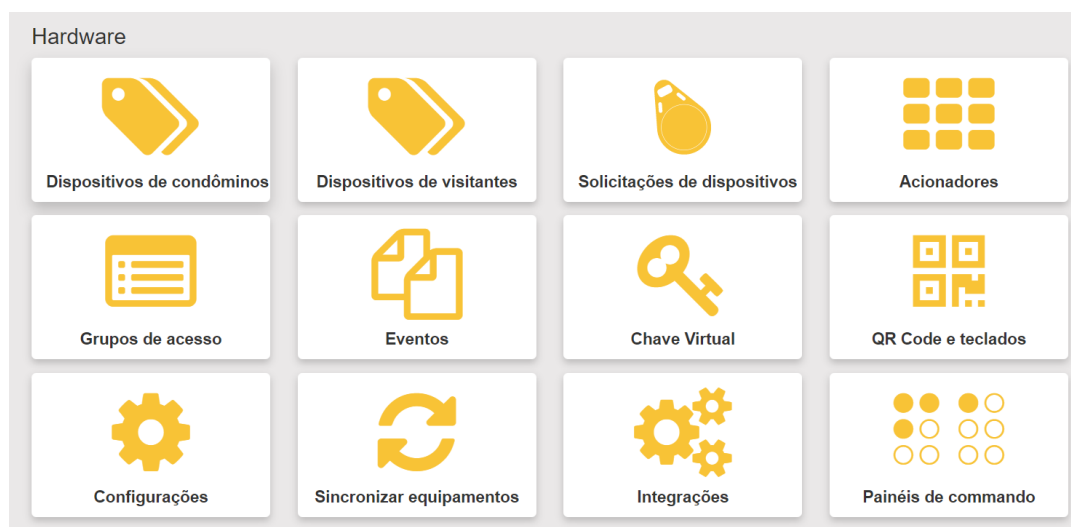 Hardware
Dispositivos de condôminos
Dispositivos de visitantes
Solicitações de dispositivos
Acionadores
Grupos de acesso
Eventos
Chave Virtual
QR Code e teclados
Configurações
Sincronizar equipamentos
Integrações
Painéis de commando